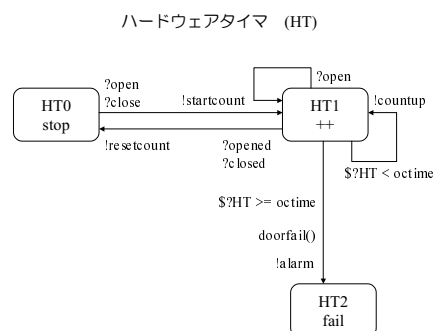 ハードウェアタイマ (HT)
?open
?close
!startcount
?open
!countup
HT0
stop
HT1
++
!resetcount
?opened
?closed
$?HT < octime
$?HT >= octime
doorfail()
!alarm
HT2
fail